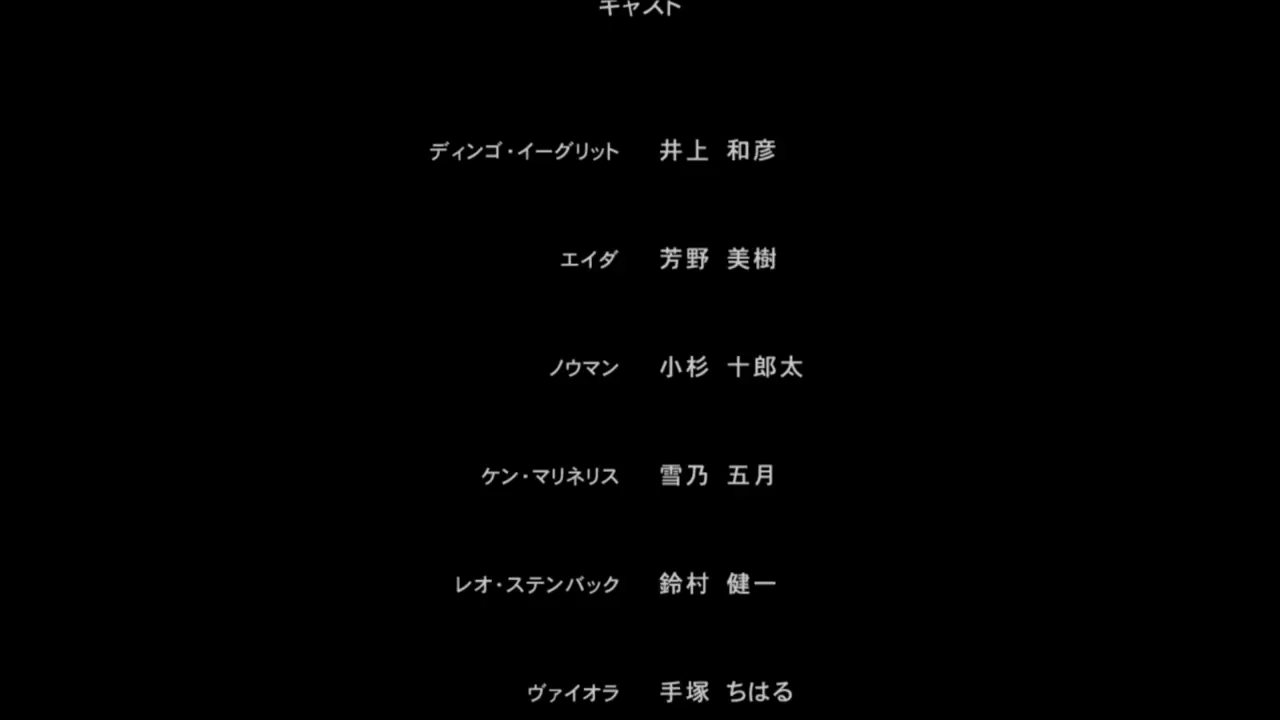 キャスト
ディンゴ・イーグリット 井上 和彦
エイダ 芳野 美樹
ノウマン 小杉 十郎太
ケン・マリネリス 雪乃 五月
レオ・ステンバック 鈴村 健一
ヴァイオラ 手塚 ちはる